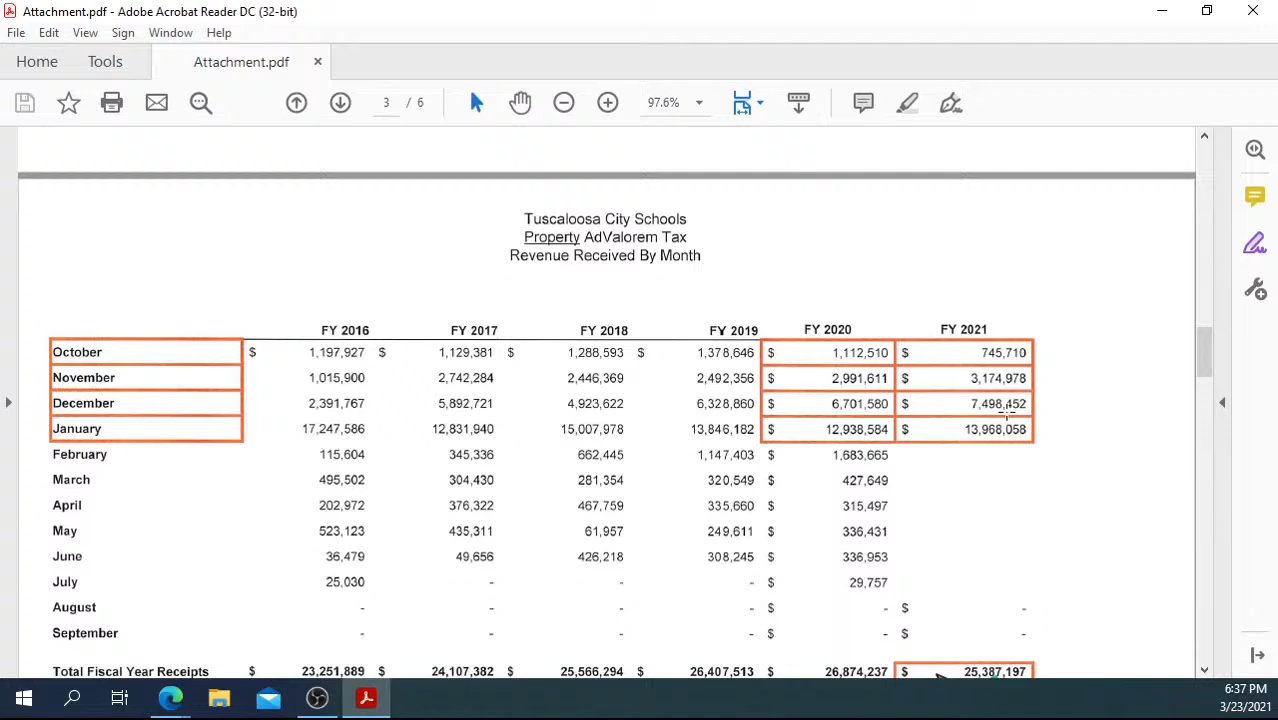 Attachment.pdf - Adobe Acrobat Reader DC (32-bit)
File Edit View Sign Window Help
Home Tools Attachment.pdf ×
3 / 6 97.6%
Tuscaloosa City Schools
Property AdValorem Tax
Revenue Received By Month
FY 2016 FY 2017 FY 2018 FY 2019 FY 2020 FY 2021
October $ 1,197,927 $ 1,129,381 $ 1,288,593 $ 1,378,646 $ 1,112,510 $ 745,710
November 1,015,900 2,742,284 2,446,369 2,492,356 $ 2,991,611 $ 3,174,978
December 2,391,767 5,892,721 4,923,622 6,328,860 $ 6,701,580 $ 7,498,452
January 17,247,586 12,831,940 15,007,978 13,846,182 $ 12,938,584 $ 13,968,058
February 115,604 345,336 662,445 1,147,403 $ 1,683,665
March 495,502 304,430 281,354 320,549 $ 427,649
April 202,972 376,322 467,759 335,660 $ 315,497
May 523,123 435,311 61,957 249,611 $ 336,431
June 36,479 49,656 426,218 308,245 $ 336,953
July 25,030 - - - $ 29,757
August - - - - $ - $ -
September - - - - $ - $ -
Total Fiscal Year Receipts $ 23,251,889 $ 24,107,382 $ 25,566,294 $ 26,407,513 $ 26,874,237 $ 25,387,197
6:37 PM
3/23/2021